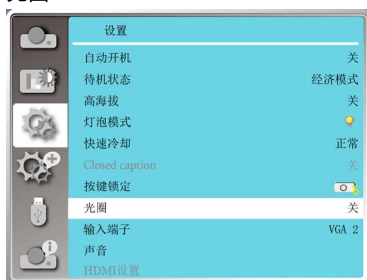 光圈
设置
自动开机 关
待机状态 经济模式
高海拔 关
灯泡模式
快速冷却 正常
Closed caption 关
按键锁定
光圈 关
输入端子 VGA 2
声音
HDMI设置